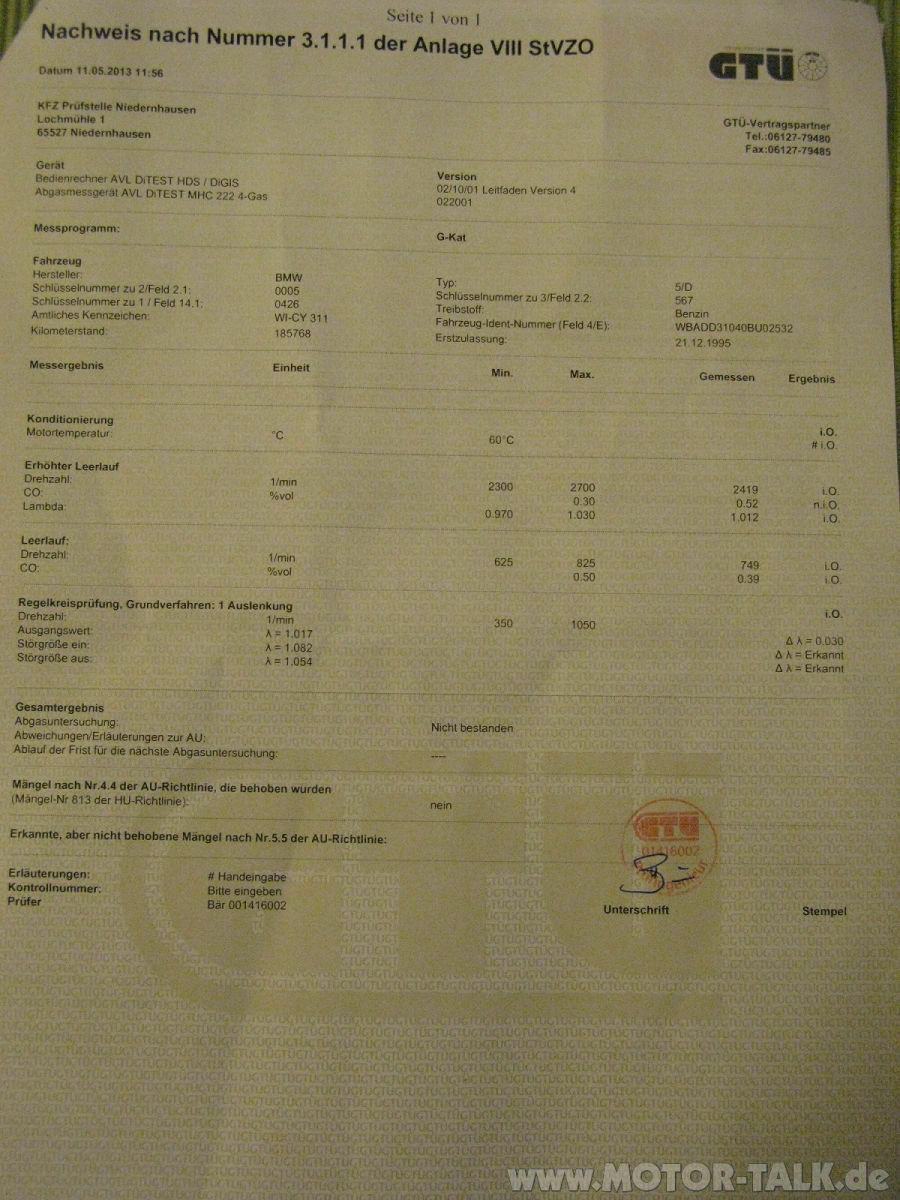 Seite 1 von 1
Nachweis nach Nummer 3.1.1.1 der Anlage VIII StVZO
GTÜ
Datum 11.05.2013 11:56
KFZ Prüfstelle Niedernhausen
Lochmühle 1
65527 Niedernhausen
GTÜ-Vertragspartner
Tel.:06127-79480
Fax:06127-79485
Gerät
Bedienrechner AVL DiTEST HDS / DiGIS
Abgasmessgerät AVL DiTEST MHC 222 4-Gas
Version
02/10/01 Leitfaden Version 4
022001
Messprogramm: G-Kat
Fahrzeug
Hersteller: BMW Typ: 5/D
Schlüsselnummer zu 2/Feld 2.1: 0005 Schlüsselnummer zu 3/Feld 2.2: 567
Schlüsselnummer zu 1 / Feld 14.1: 0426 Treibstoff: Benzin
Amtliches Kennzeichen: WI-CY 311 Fahrzeug-Ident-Nummer (Feld 4/E): WBADD31040BU02532
Kilometerstand: 185768 Erstzulassung: 21.12.1995
Messergebnis Einheit Min. Max. Gemessen Ergebnis
Konditionierung i.O.
Motortemperatur: °C 60°C # i.O.
Erhöhter Leerlauf
Drehzahl: 1/min 2300 2700 2419 i.O.
CO: %vol 0.30 0.52 n.i.O.
Lambda: 0.970 1.030 1.012 i.O.
Leerlauf:
Drehzahl: 1/min 625 825 749 i.O.
CO: %vol 0.50 0.39 i.O.
Regelkreisprüfung, Grundverfahren: 1 Auslenkung i.O.
Drehzahl: 1/min 350 1050
Ausgangswert: λ = 1.017 Δ λ = 0.030
Störgröße ein: λ = 1.082 Δ λ = Erkannt
Störgröße aus: λ = 1.054 Δ λ = Erkannt
Gesamtergebnis
Abgasuntersuchung: Nicht bestanden
Abweichungen/Erläuterungen zur AU:
Ablauf der Frist für die nächste Abgasuntersuchung: ----
Mängel nach Nr.4.4 der AU-Richtlinie, die behoben wurden
(Mängel-Nr 813 der HU-Richtlinie): nein
Erkannte, aber nicht behobene Mängel nach Nr.5.5 der AU-Richtlinie:
GTÜ
01416002
Erläuterungen: # Handeingabe
Kontrollnummer: Bitte eingeben
Prüfer Bär 001416002
Unterschrift Stempel
www.MOTOR-TALK.de